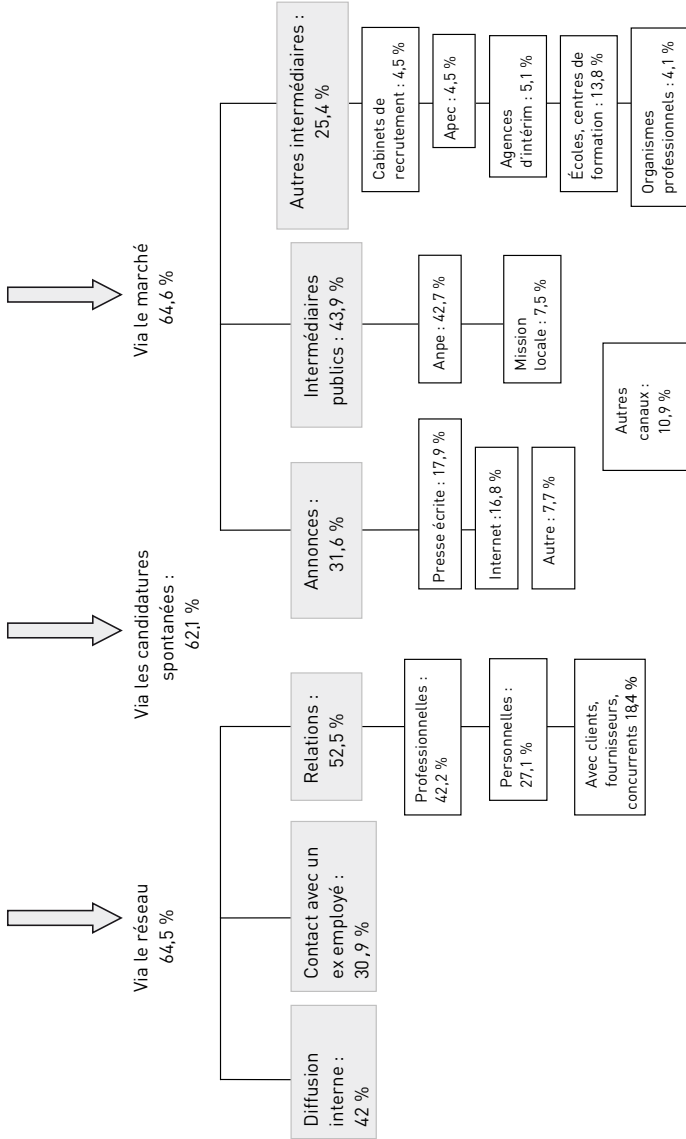 Via le réseau
64,5 %
Diffusion
interne :
42 %
Contact avec un
ex employé :
30,9 %
Relations :
52,5 %
Professionnelles :
42,2 %
Personnelles :
27,1 %
Avec clients,
fournisseurs,
concurrents 18,4 %
Via les candidatures
spontanées :
62,1 %
Via le marché
64,6 %
Annonces :
31,6 %
Presse écrite : 17,9 %
Internet :16,8 %
Autre : 7,7 %
Intermédiaires
publics : 43,9 %
Anpe : 42,7 %
Mission
locale : 7,5 %
Autres intermédiaires :
25,4 %
Cabinets de
recrutement : 4,5 %
Apec : 4,5 %
Agences
d'intérim : 5,1 %
Écoles, centres de
formation : 13,8 %
Organismes
professionnels : 4,1 %
Autres
canaux :
10,9 %